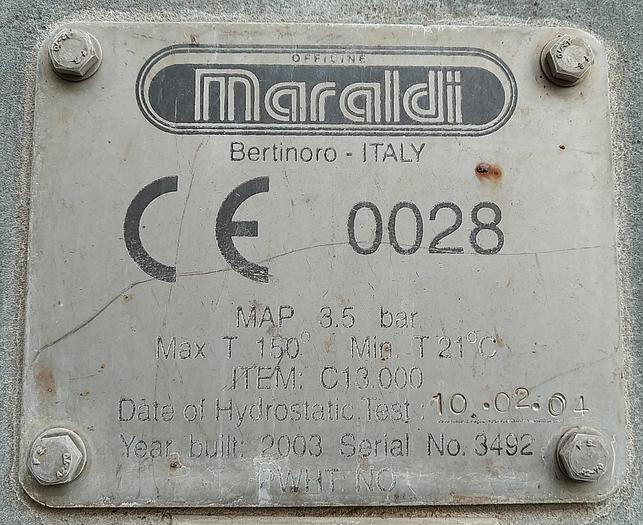 OFFICINE
Maraldi
Bertinoro - ITALY
CE 0028
MAP 3.5 bar
Max T 150° Min. T 21°C
ITEM: C13.000
Date of Hydrostatic Test: 10.02.04
Year built: 2003 Serial No. 3492
PWHT: NO